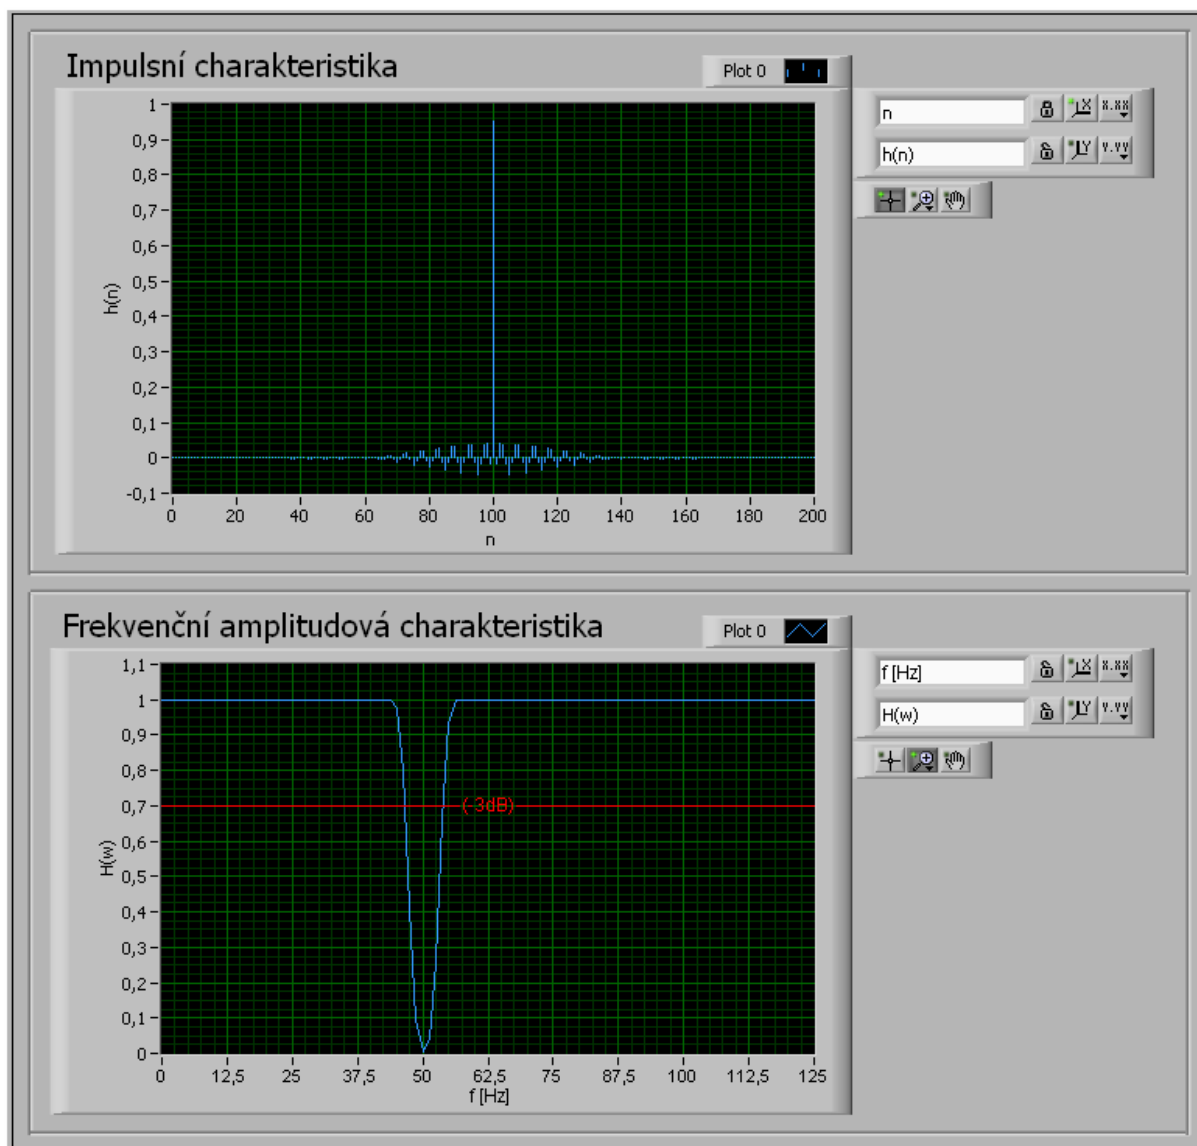 Impulsní charakteristika
Plot 0
1
0,9
0,8
0,7
0,6
0,5
0,4
0,3
0,2
0,1
0
-0,1
h(n)
0 20 40 60 80 100 120 140 160 180 200
n
n
X
X.XX
h(n)
Y
Y.YY
Frekvenční amplitudová charakteristika
Plot 0
1,1
1
0,9
0,8
0,7
0,6
0,5
0,4
0,3
0,2
0,1
0
H(w)
(-3dB)
0 12,5 25 37,5 50 62,5 75 87,5 100 112,5 125
f [Hz]
f [Hz]
X
X.XX
H(w)
Y
Y.YY